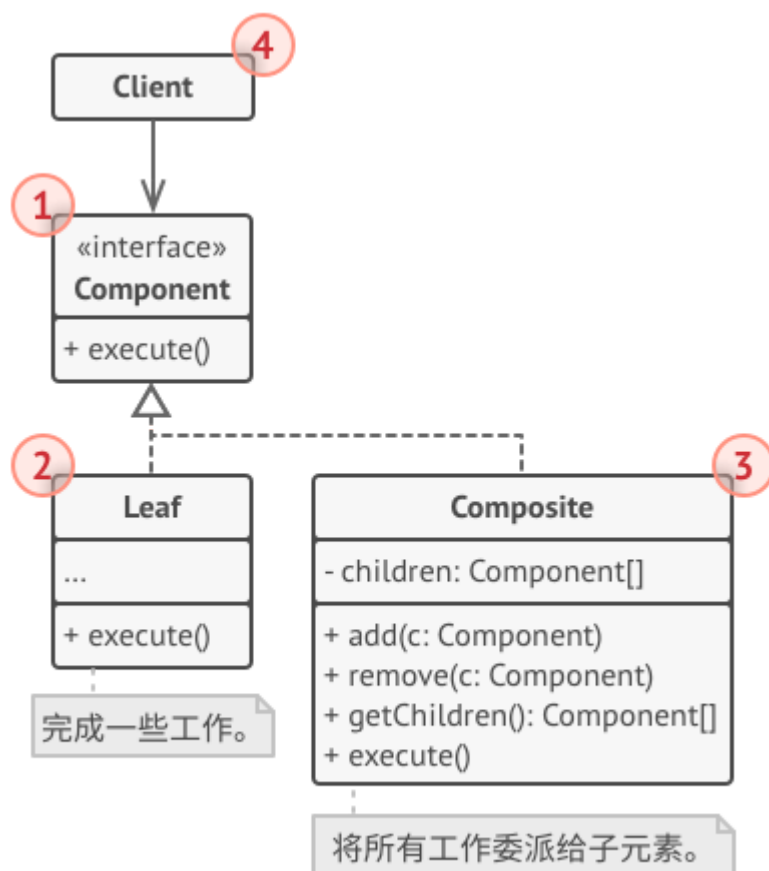 4
Client
1
«interface»
Component
+ execute()
2
Leaf
...
+ execute()
完成一些工作。
3
Composite
- children: Component[]
+ add(c: Component)
+ remove(c: Component)
+ getChildren(): Component[]
+ execute()
将所有工作委派给子元素。